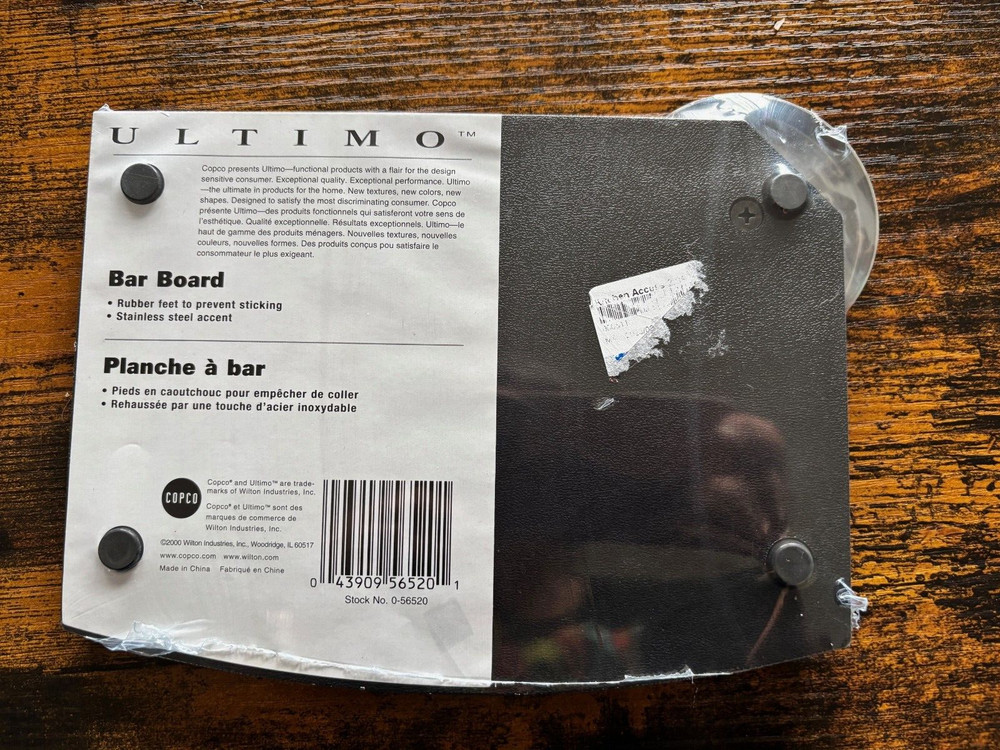 ULTIMO™
Copco presents Ultimo—functional products with a flair for the design
sensitive consumer. Exceptional quality. Exceptional performance. Ultimo
—the ultimate in products for the home. New textures, new colors, new
shapes. Designed to satisfy the most discriminating consumer. Copco
présente Ultimo—des produits fonctionnels qui satisferont votre sens de
l'esthétique. Qualité exceptionnelle. Résultats exceptionnels. Ultimo—le
haut de gamme des produits ménagers. Nouvelles textures, nouvelles
couleurs, nouvelles formes. Des produits conçus pou satisfaire le
consommateur le plus exigeant.
Bar Board
• Rubber feet to prevent sticking
• Stainless steel accent
Planche à bar
• Pieds en caoutchouc pour empêcher de coller
• Rehaussée par une touche d'acier inoxydable
COPCO
Copco® and Ultimo™ are trade-
marks of Wilton Industries, Inc.
Copco® et Ultimo™ sont des
marques de commerce de
Wilton Industries, Inc.
©2000 Wilton Industries, Inc., Woodridge, IL 60517
www.copco.com www.wilton.com
Made in China Fabriqué en Chine
0 43909 56520 1
Stock No. 0-56520